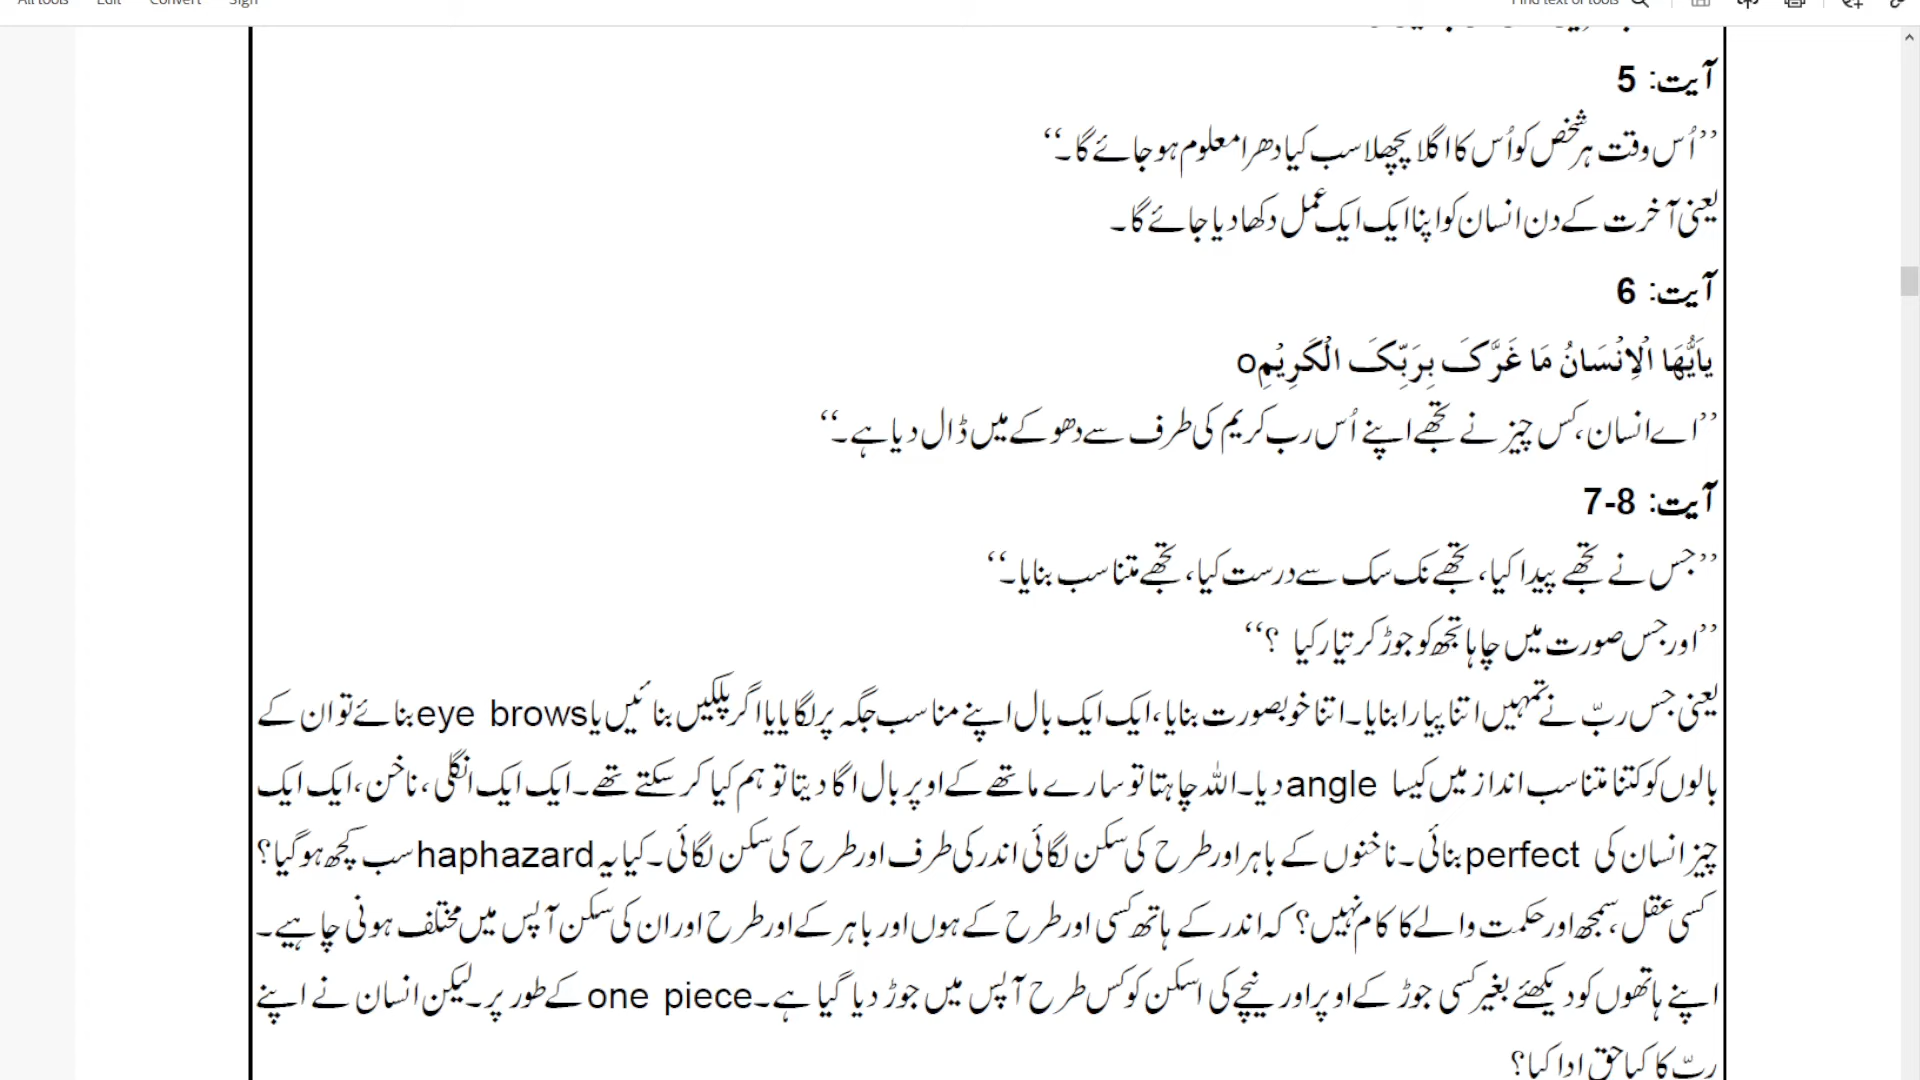 All tools Edit Convert Sign Find text or tools
آیت: 5
’’اُس وقت ہر شخص کو اُس کا اگلا پچھلا سب کیا دھرا معلوم ہو جائے گا۔‘‘
یعنی آخرت کے دن انسان کو اپنا ایک ایک عمل دکھا دیا جائے گا۔
آیت: 6
یاَیُّھَا الْاِنْسَانُ مَا غَرَّکَ بِرَبِّکَ الْکَرِیْمِo
’’اے انسان، کس چیز نے تجھے اپنے اُس رب کریم کی طرف سے دھوکے میں ڈال دیا ہے۔‘‘
آیت: 7-8
’’جس نے تجھے پیدا کیا، تجھے نک سک سے درست کیا، تجھے متناسب بنایا۔‘‘
’’اور جس صورت میں چاہا تجھ کو جوڑ کر تیار کیا ؟‘‘
یعنی جس ربّ نے تمہیں اتنا پیارا بنایا۔ اتنا خوبصورت بنایا، ایک ایک بال اپنے مناسب جگہ پر لگایا یا اگر پلکیں بنائیں یا eye brows بنائے تو ان کے
بالوں کو کتنا متناسب انداز میں کیسا angle دیا۔ اللہ چاہتا تو سارے ماتھے کے اوپر بال اگا دیتا تو ہم کیا کر سکتے تھے۔ ایک ایک انگلی، ناخن، ایک ایک
چیز انسان کی perfect بنائی۔ ناخنوں کے باہر اور طرح کی سکن لگائی اندر کی طرف اور طرح کی سکن لگائی۔ کیا یہ haphazard سب کچھ ہو گیا؟
کسی عقل، سمجھ اور حکمت والے کا کام نہیں؟ کہ اندر کے ہاتھ کسی اور طرح کے ہوں اور باہر کے اور طرح اور ان کی سکن آپس میں مختلف ہونی چاہیے۔
اپنے ہاتھوں کو دیکھئے بغیر کسی جوڑ کے اوپر اور نیچے کی اسکن کو کس طرح آپس میں جوڑ دیا گیا ہے۔ one piece کے طور پر۔ لیکن انسان نے اپنے
ربّ کا کیا حق ادا کیا؟